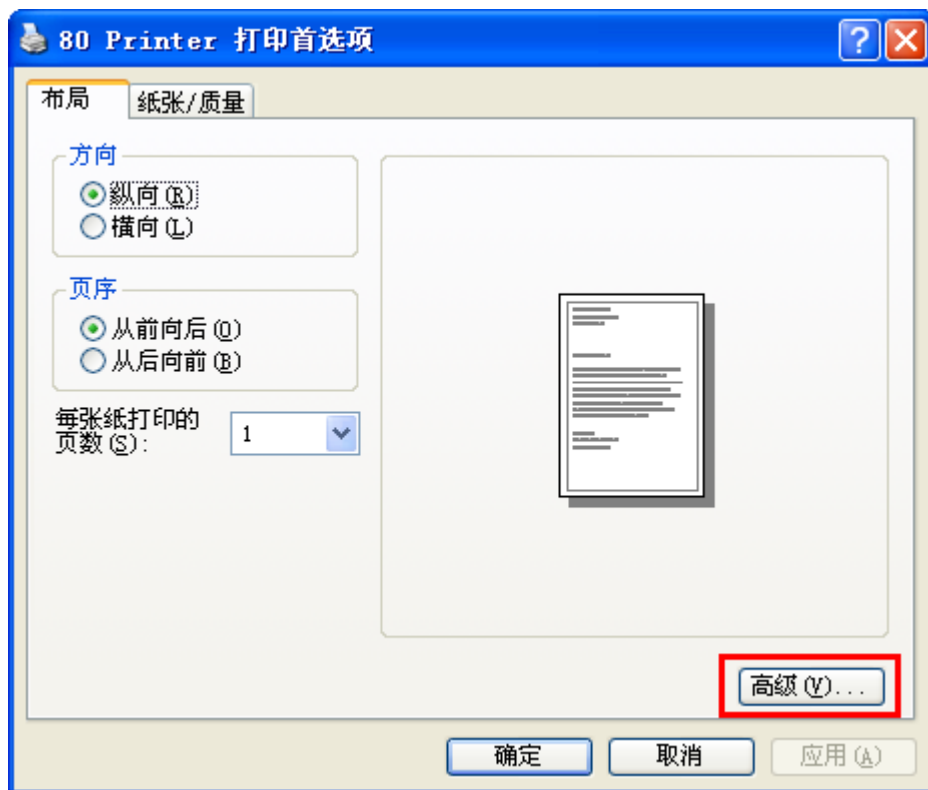 80 Printer 打印首选项
布局
纸张/质量
方向
纵向(R)
横向(L)
页序
从前向后(O)
从后向前(B)
每张纸打印的
页数(S):
1
高级(V)...
确定
取消
应用(A)